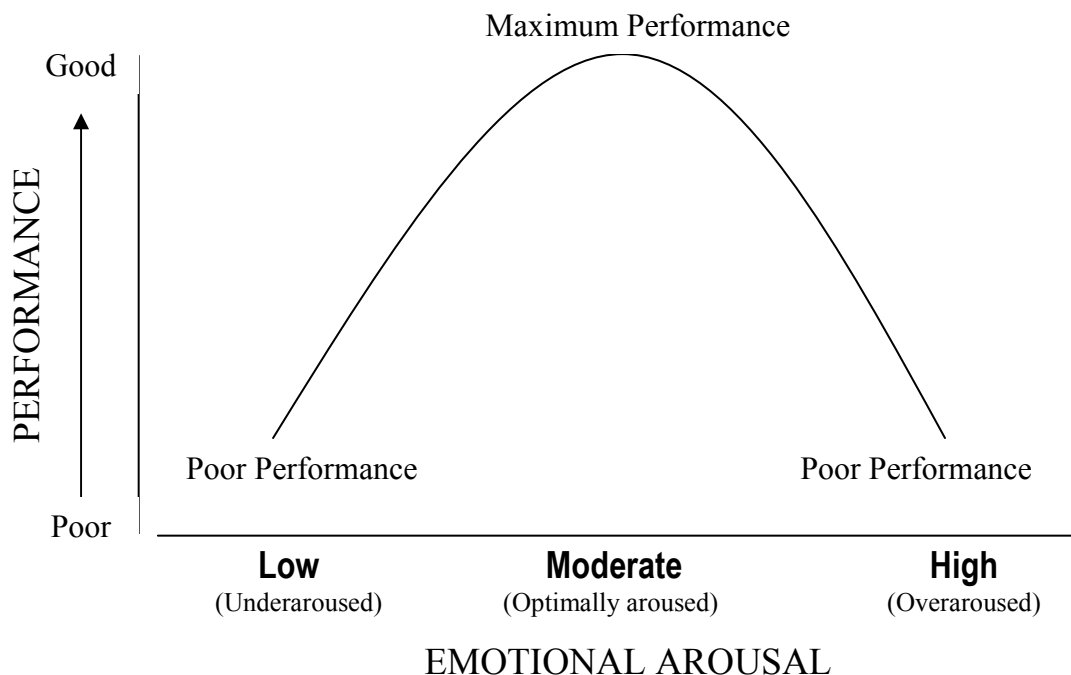 Maximum Performance
Good
PERFORMANCE
Poor Performance
Poor Performance
Poor
Low
Moderate
High
(Underaroused)
(Optimally aroused)
(Overaroused)
EMOTIONAL AROUSAL